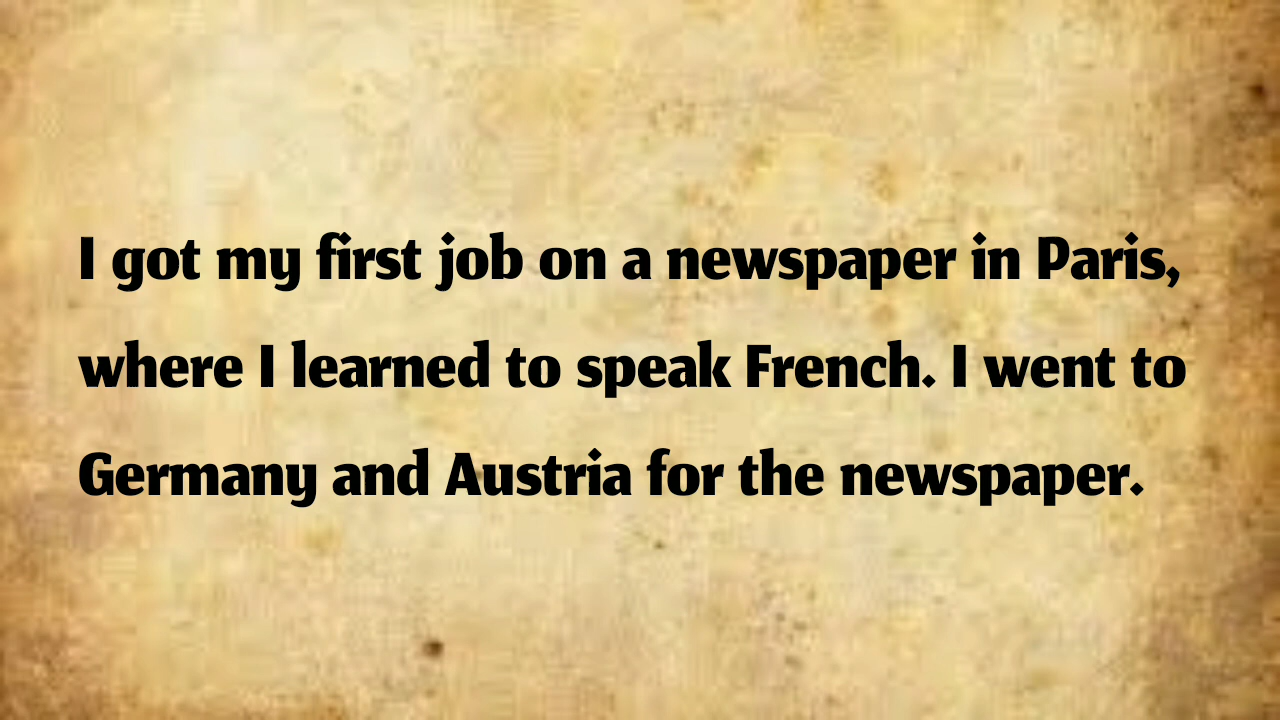 I got my first job on a newspaper in Paris,
where I learned to speak French. I went to
Germany and Austria for the newspaper.